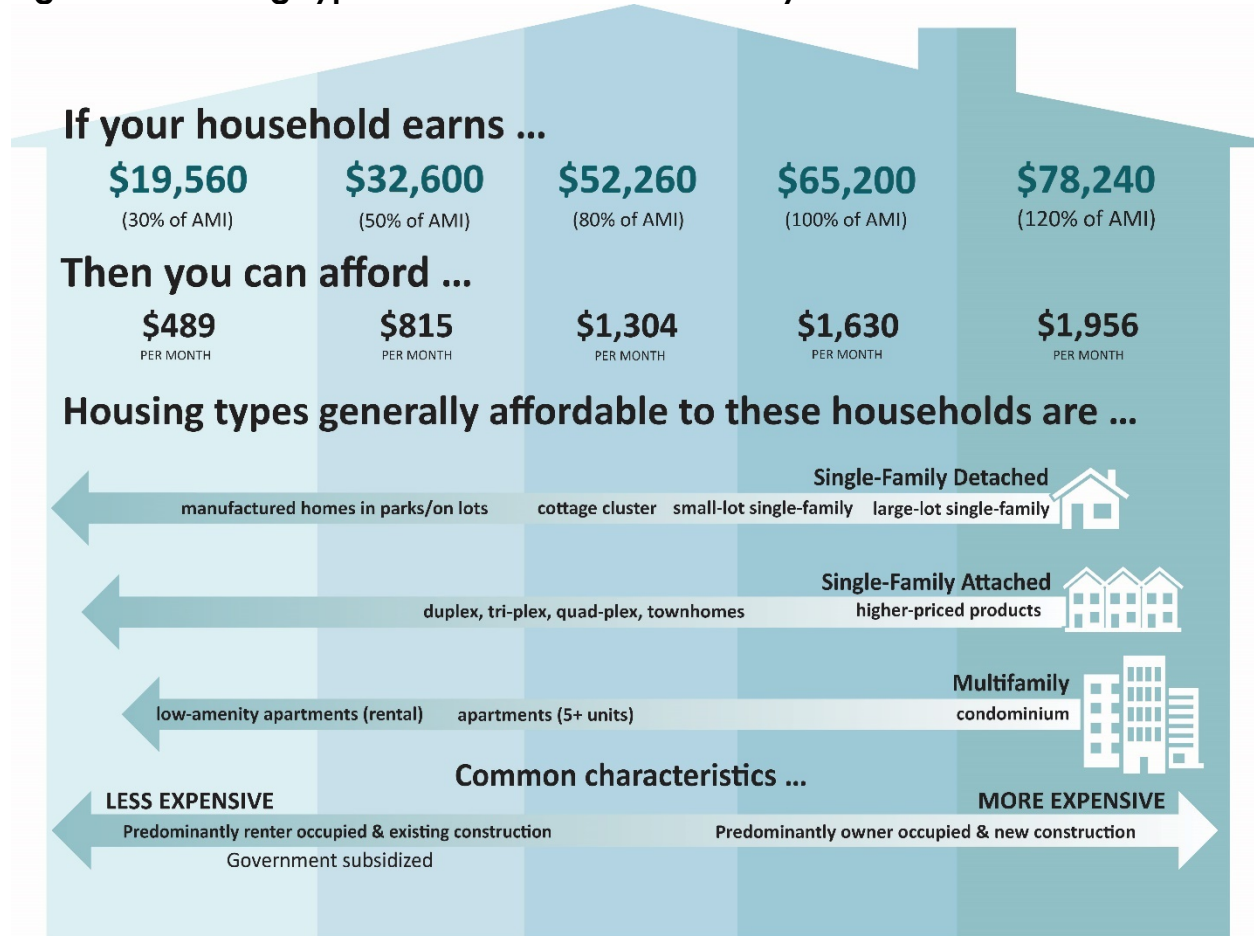 If your household earns ...
$19,560 $32,600 $52,260 $65,200 $78,240
(30% of AMI) (50% of AMI) (80% of AMI) (100% of AMI) (120% of AMI)
Then you can afford ...
$489 $815 $1,304 $1,630 $1,956
PER MONTH PER MONTH PER MONTH PER MONTH PER MONTH
Housing types generally affordable to these households are ...
Single-Family Detached
manufactured homes in parks/on lots cottage cluster small-lot single-family large-lot single-family
Single-Family Attached
duplex, tri-plex, quad-plex, townhomes higher-priced products
Multifamily
low-amenity apartments (rental) apartments (5+ units) condominium
Common characteristics ...
LESS EXPENSIVE MORE EXPENSIVE
Predominantly renter occupied & existing construction Predominantly owner occupied & new construction
Government subsidized